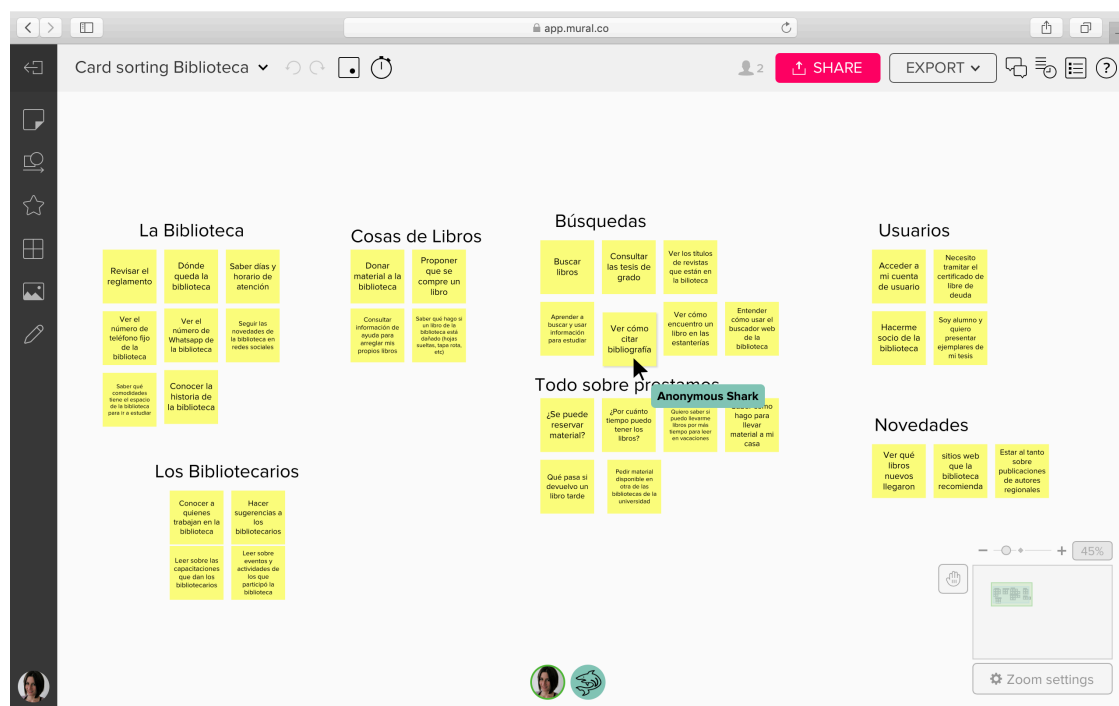 app.mural.co
Card sorting Biblioteca
2
SHARE
EXPORT
?
La Biblioteca
Revisar el
reglamento
Dónde
queda la
biblioteca
Saber días y
horario de
atención
Ver el
número de
teléfono fijo
de la
biblioteca
Ver el
número de
Whatsapp de
la biblioteca
Seguir las
novedades de
la biblioteca en
redes sociales
Saber qué
comodidades
tiene el espacio
de la biblioteca
para ir a estudiar
Conocer la
historia de
la biblioteca
Los Bibliotecarios
Conocer a
quienes
trabajan en la
biblioteca
Hacer
sugerencias a
los
bibliotecarios
Leer sobre las
capacitaciones
que dan los
bibliotecarios
Leer sobre
eventos y
actividades de
los que
participó la
biblioteca
Cosas de Libros
Donar
material a la
biblioteca
Proponer
que se
compre un
libro
Consultar
información de
ayuda para
arreglar mis
propios libros
Saber qué hago si
un libro de la
biblioteca está
dañado (hojas
sueltas, tapa rota,
etc)
Búsquedas
Buscar
libros
Consultar
las tesis de
grado
Ver los títulos
de revistas
que están en
la bilioteca
Aprender a
buscar y usar
información
para estudiar
Ver cómo
citar
bibliografía
Ver cómo
encuentro un
libro en las
estanterías
Entender
cómo usar el
buscador web
de la
biblioteca
Todo sobre prestamos
Anonymous Shark
¿Se puede
reservar
material?
¿Por cuánto
tiempo puedo
tener los
libros?
Quiero saber si
puedo llevarme
libros por más
tiempo para leer
en vacaciones
Saber cómo
hago para
llevar
material a mi
casa
Qué pasa si
devuelvo un
libro tarde
Pedir material
disponible en
otra de las
bibliotecas de la
universidad
Usuarios
Acceder a
mi cuenta
de usuario
Necesito
tramitar el
certificado de
libre de
deuda
Hacerme
socio de la
biblioteca
Soy alumno y
quiero
presentar
ejemplares de
mi tesis
Novedades
Ver qué
libros
nuevos
llegaron
sitios web
que la
biblioteca
recomienda
Estar al tanto
sobre
publicaciones
de autores
regionales
45%
Zoom settings